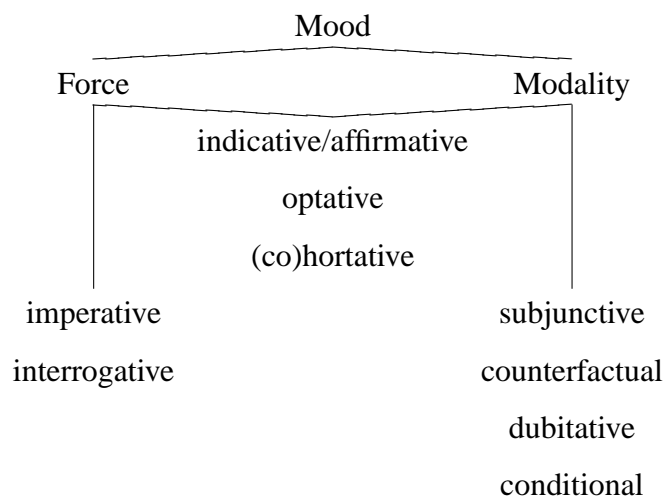 Mood
Force Modality
indicative/affirmative
optative
(co)hortative
imperative subjunctive
interrogative counterfactual
dubitative
conditional